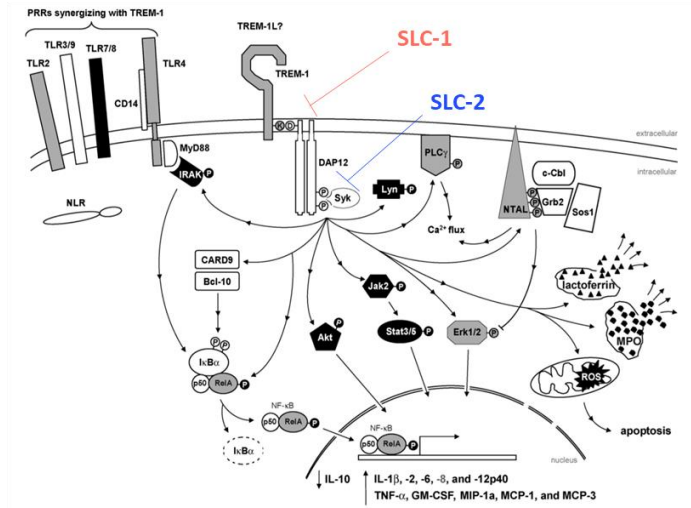 PRRs synergizing with TREM-1
TLR2
TLR3/9
TLR7/8
TLR4
CD14
TREM-1L?
TREM-1
SLC-1
SLC-2
K D
extracellular
intracellular
MyD88
IRAK P
DAP12
P
P
Syk
Lyn P
PLCγ P
NTAL
P
P
P
c-Cbl
Grb2
Sos1
NLR
Ca2+ flux
CARD9
Bcl-10
Jak2 P
lactoferrin
MPO
P P
IκBα
p50 RelA P
Akt P
Stat3/5 P
Erk1/2 P
ROS
apoptosis
NF-κB
p50 RelA P
IκBα
NF-κB
p50 RelA P
nucleus
IL-10
IL-1β, -2, -6, -8, and -12p40
TNF-α, GM-CSF, MIP-1a, MCP-1, and MCP-3